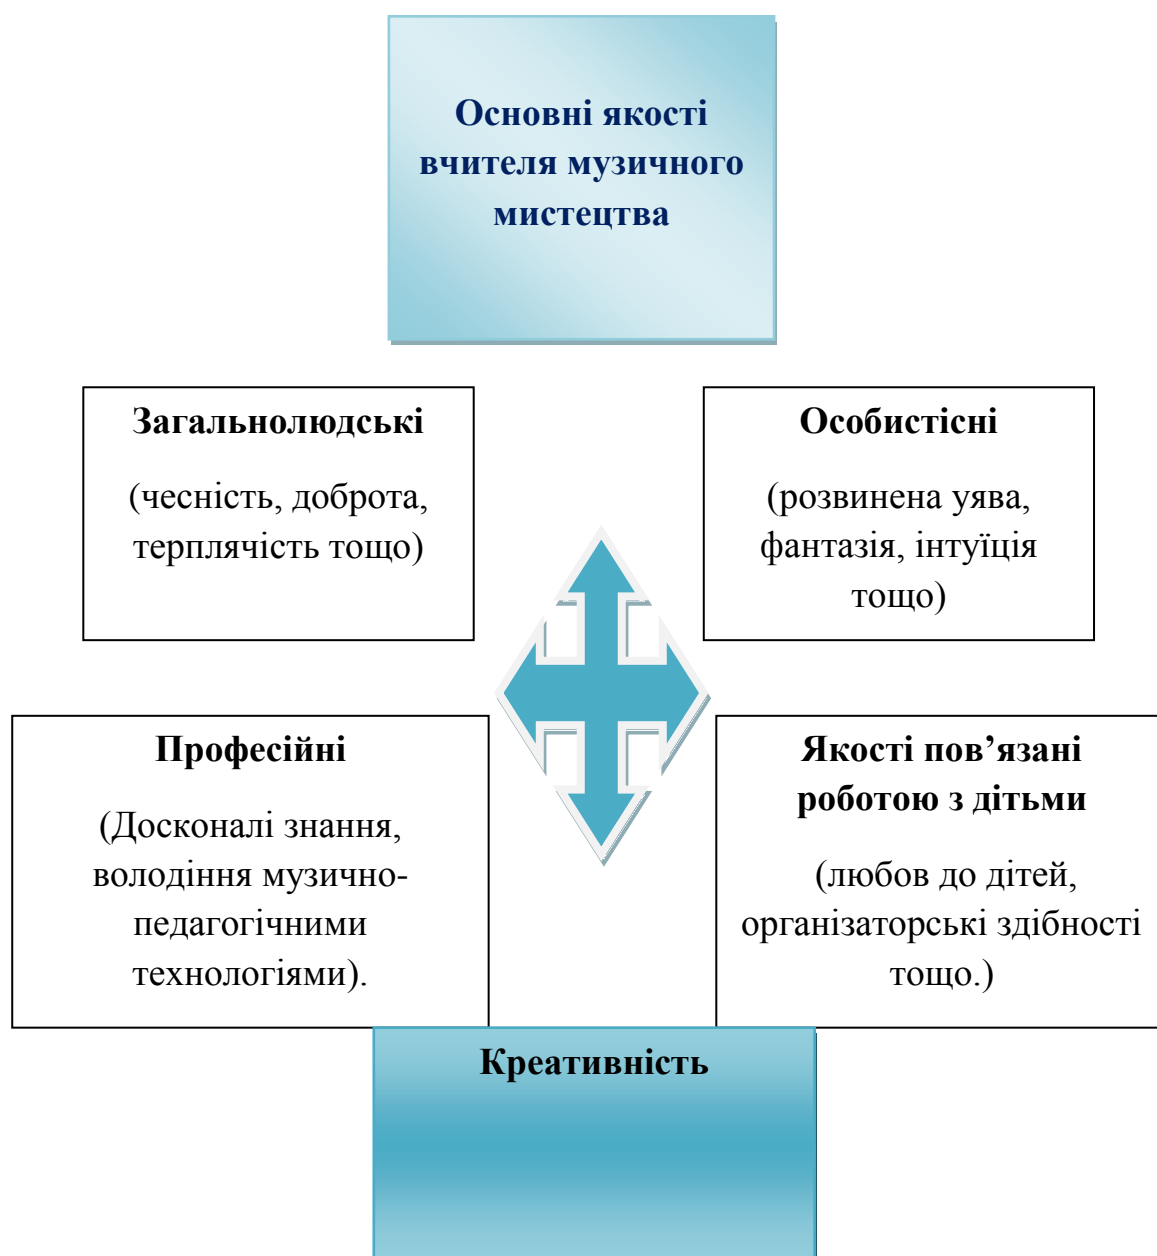 Основні якості
вчителя музичного
мистецтва
Загальнолюдські
(чесність, доброта,
терплячість тощо)
Особистісні
(розвинена уява,
фантазія, інтуїція
тощо)
Професійні
(Досконалі знання,
володіння музично-
педагогічними
технологіями).
Якості пов’язані
роботою з дітьми
(любов до дітей,
організаторські здібності
тощо.)
Креативність